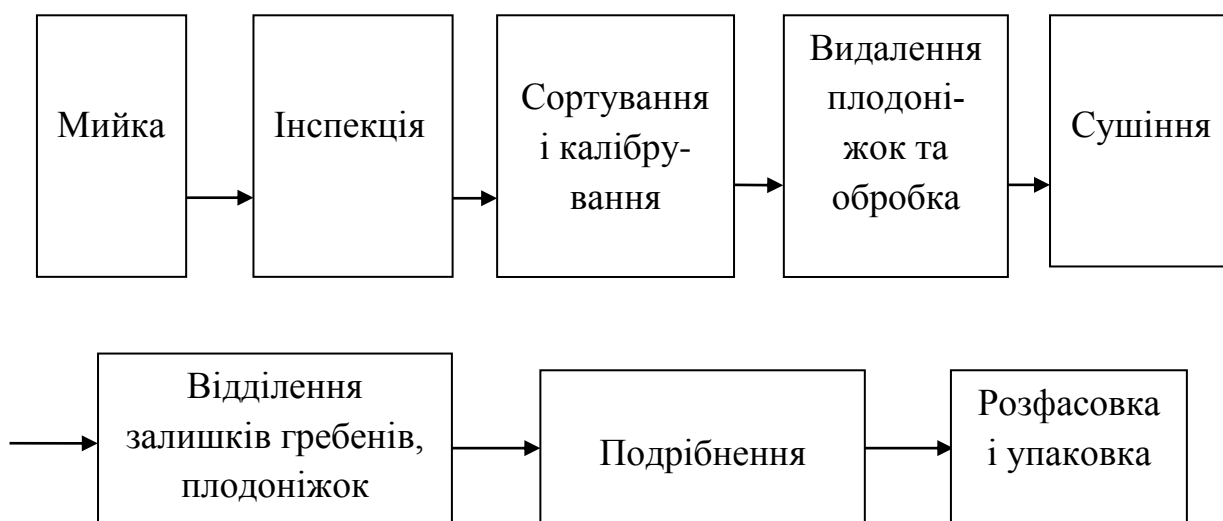 Мийка
Інспекція
Сортування
і калібру-
вання
Видалення
плодоні-
жок та
обробка
Сушіння
Відділення
залишків гребенів,
плодоніжок
Подрібнення
Розфасовка
і упаковка